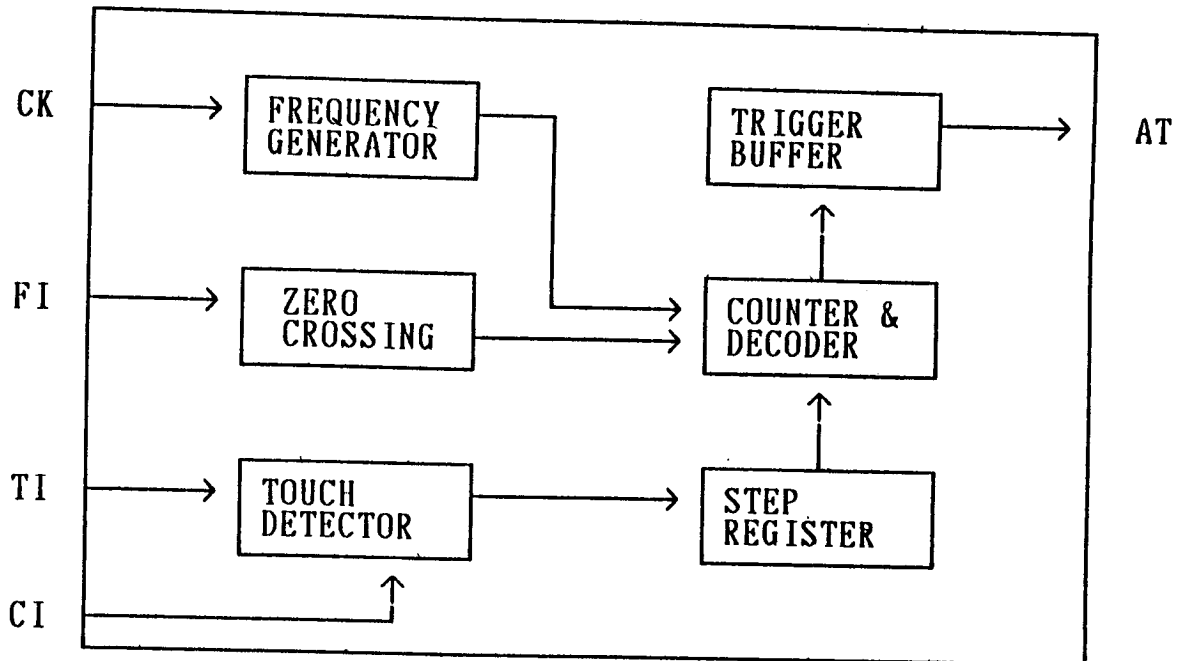 CK
FREQUENCY
GENERATOR
TRIGGER
BUFFER
AT
FI
ZERO
CROSSING
COUNTER &
DECODER
TI
TOUCH
DETECTOR
STEP
REGISTER
CI